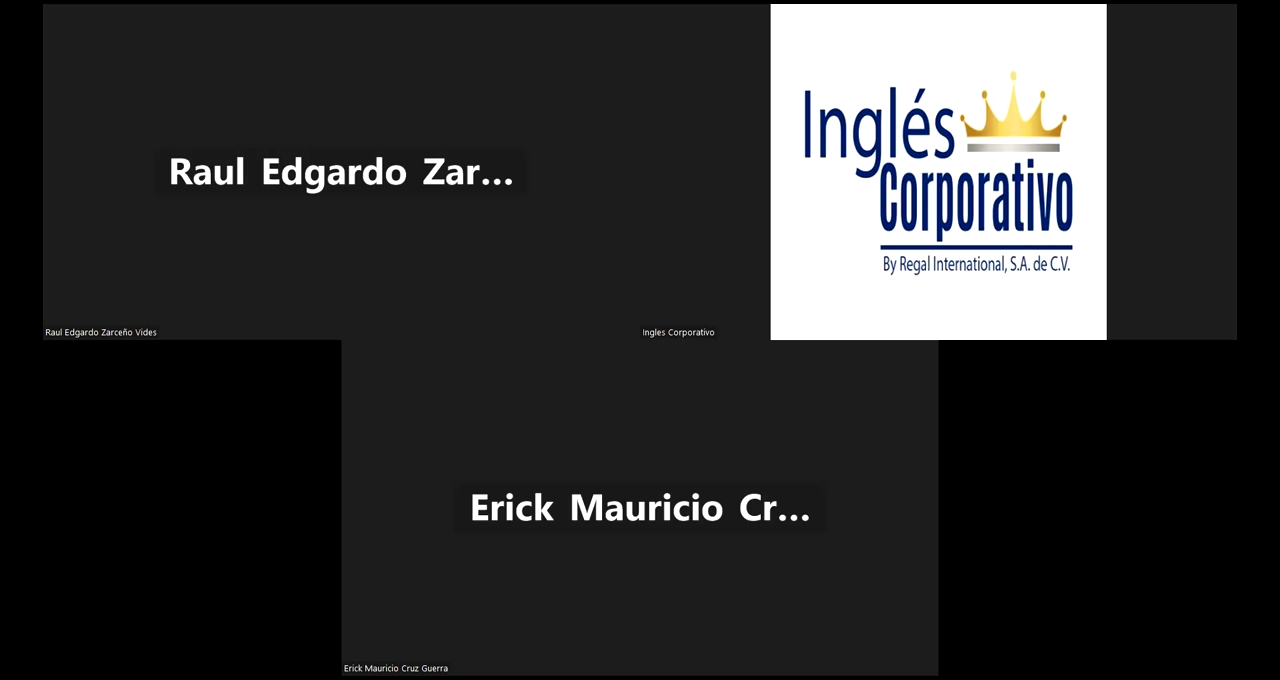 Raul Edgardo Zar...
Raul Edgardo Zarceño Vides
Inglés
Corporativo
By Regal International, S.A. de C.V.
Ingles Corporativo
Erick Mauricio Cr...
Erick Mauricio Cruz Guerra